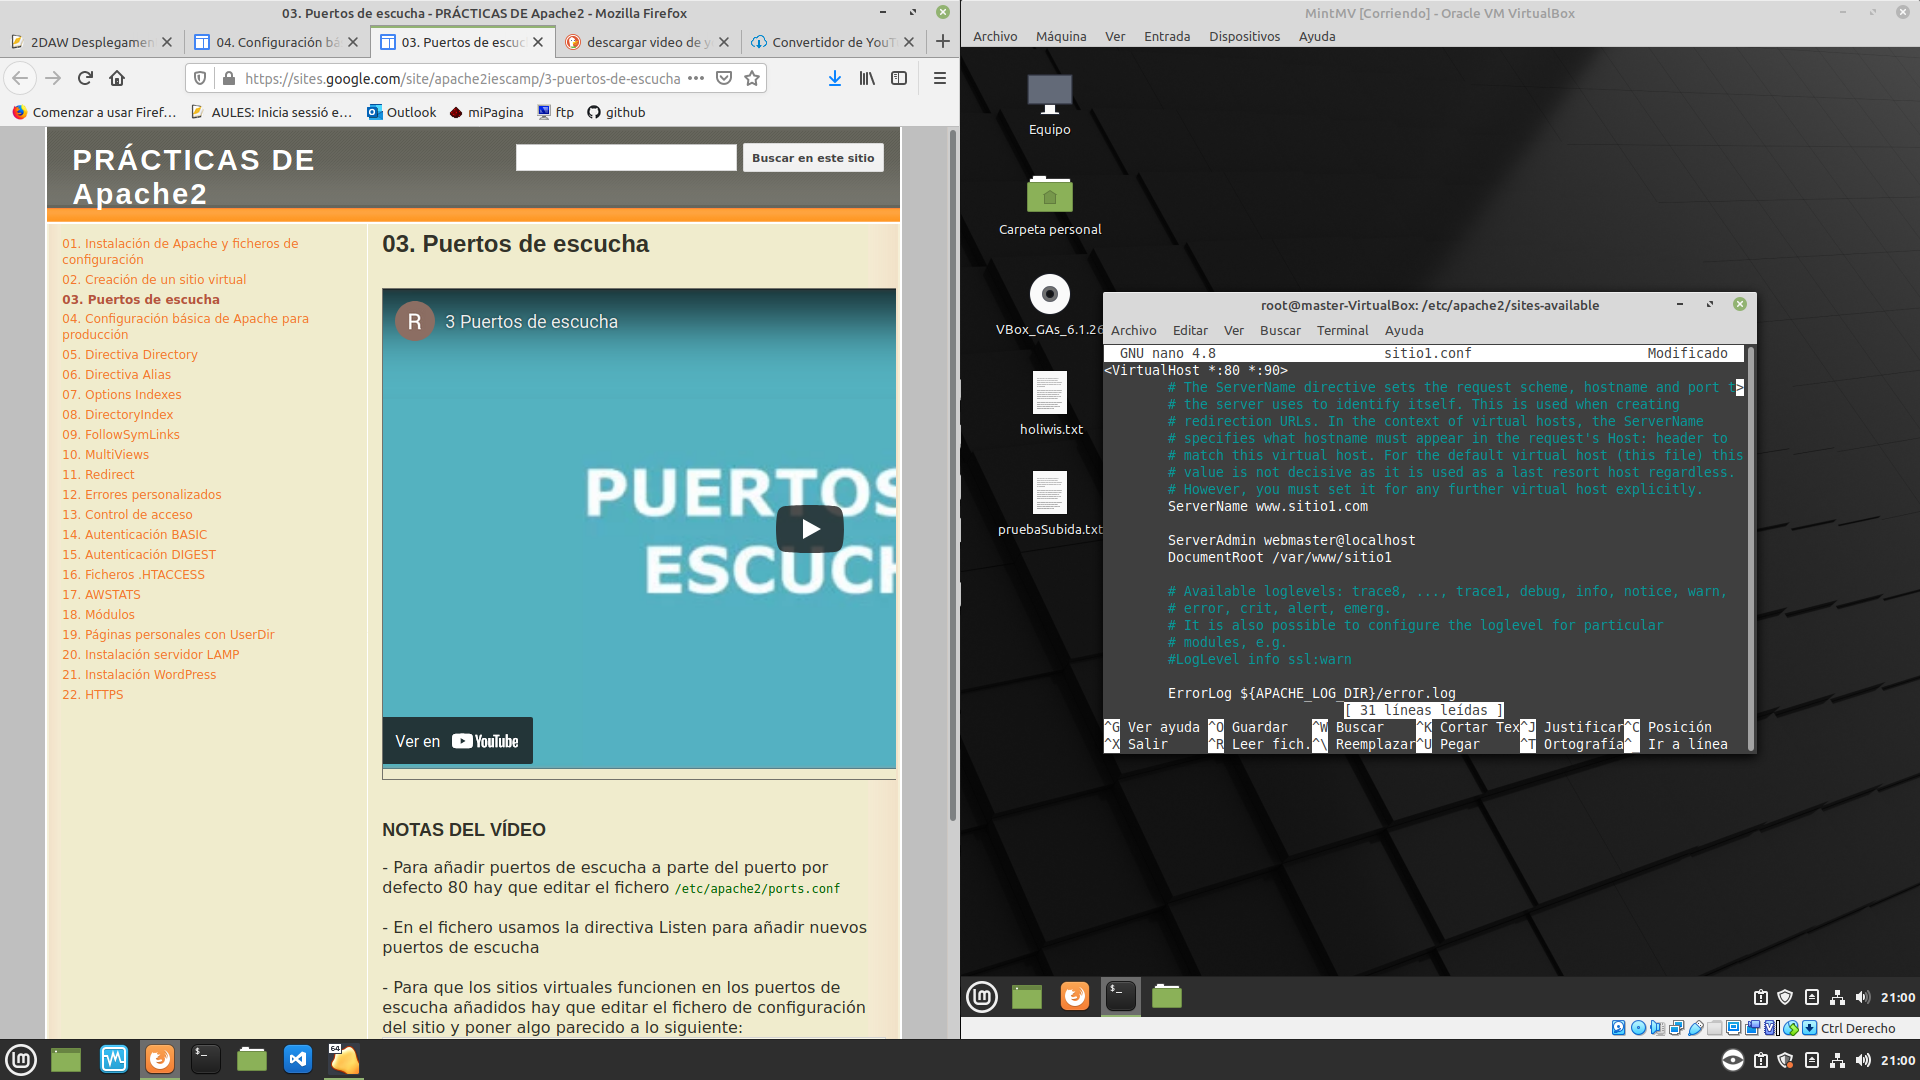 03. Puertos de escucha - PRÁCTICAS DE Apache2 - Mozilla Firefox
2DAW Desplegamen
04. Configuración bá
03. Puertos de escuc
descargar video de y
Convertidor de YouT
https://sites.google.com/site/apache2iescamp/3-puertos-de-escucha
Comenzar a usar Firef…
AULES: Inicia sessió e…
Outlook
miPagina
ftp
github
PRÁCTICAS DE
Apache2
Buscar en este sitio
01. Instalación de Apache y ficheros de
configuración
02. Creación de un sitio virtual
03. Puertos de escucha
04. Configuración básica de Apache para
producción
05. Directiva Directory
06. Directiva Alias
07. Options Indexes
08. DirectoryIndex
09. FollowSymLinks
10. MultiViews
11. Redirect
12. Errores personalizados
13. Control de acceso
14. Autenticación BASIC
15. Autenticación DIGEST
16. Ficheros .HTACCESS
17. AWSTATS
18. Módulos
19. Páginas personales con UserDir
20. Instalación servidor LAMP
21. Instalación WordPress
22. HTTPS
03. Puertos de escucha
R
3 Puertos de escucha
PUERTOS
ESCUCH
Ver en YouTube
NOTAS DEL VÍDEO
- Para añadir puertos de escucha a parte del puerto por
defecto 80 hay que editar el fichero /etc/apache2/ports.conf
- En el fichero usamos la directiva Listen para añadir nuevos
puertos de escucha
- Para que los sitios virtuales funcionen en los puertos de
escucha añadidos hay que editar el fichero de configuración
del sitio y poner algo parecido a lo siguiente:
MintMV [Corriendo] - Oracle VM VirtualBox
Archivo Máquina Ver Entrada Dispositivos Ayuda
Equipo
Carpeta personal
VBox_GAs_6.1.26
holiwis.txt
pruebaSubida.txt
root@master-VirtualBox: /etc/apache2/sites-available
Archivo Editar Ver Buscar Terminal Ayuda
GNU nano 4.8 sitio1.conf Modificado
<VirtualHost *:80 *:90>
# The ServerName directive sets the request scheme, hostname and port t>
# the server uses to identify itself. This is used when creating
# redirection URLs. In the context of virtual hosts, the ServerName
# specifies what hostname must appear in the request's Host: header to
# match this virtual host. For the default virtual host (this file) this
# value is not decisive as it is used as a last resort host regardless.
# However, you must set it for any further virtual host explicitly.
ServerName www.sitio1.com
ServerAdmin webmaster@localhost
DocumentRoot /var/www/sitio1
# Available loglevels: trace8, ..., trace1, debug, info, notice, warn,
# error, crit, alert, emerg.
# It is also possible to configure the loglevel for particular
# modules, e.g.
#LogLevel info ssl:warn
ErrorLog ${APACHE_LOG_DIR}/error.log
[ 31 líneas leídas ]
^G Ver ayuda ^O Guardar ^W Buscar ^K Cortar Tex^J Justificar^C Posición
^X Salir ^R Leer fich.^\ Reemplazar^U Pegar ^T Ortografía^_ Ir a línea
21:00
Ctrl Derecho
64
21:00